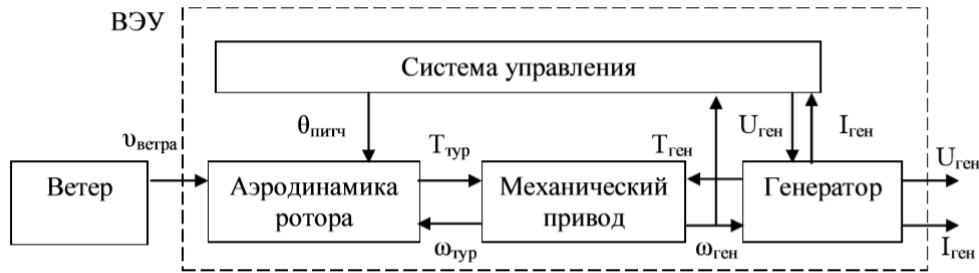 ВЭУ
Система управления
θпитч
Uген
Iген
υветра
Tтур
Tген
Uген
Ветер
Аэродинамика
ротора
Механический
привод
Генератор
ωтур
ωген
Iген